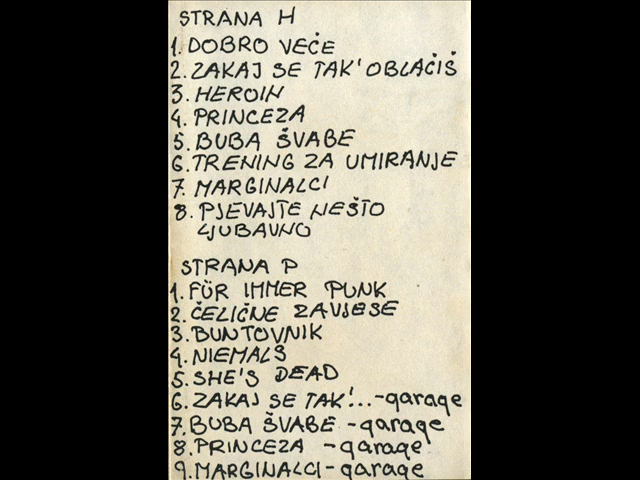 STRANA H
1. DOBRO VEČE
2. ZAKAJ SE TAK' OBLAČIŠ
3. HEROIN
4. PRINCEZA
5. BUBA ŠVABE
6. TRENING ZA UMIRANJE
7. MARGINALCI
8. PJEVAJTE NEŠTO
LJUBAVNO
STRANA P
1. FÜR IMMER PUNK
2. ČELIČNE ZAVJESE
3. BUNTOVNIK
4. NIEMALS
5. SHE'S DEAD
6. ZAKAJ SE TAK'...-garage
7. BUBA ŠVABE - garage
8. PRINCEZA - garage
9. MARGINALCI - garage